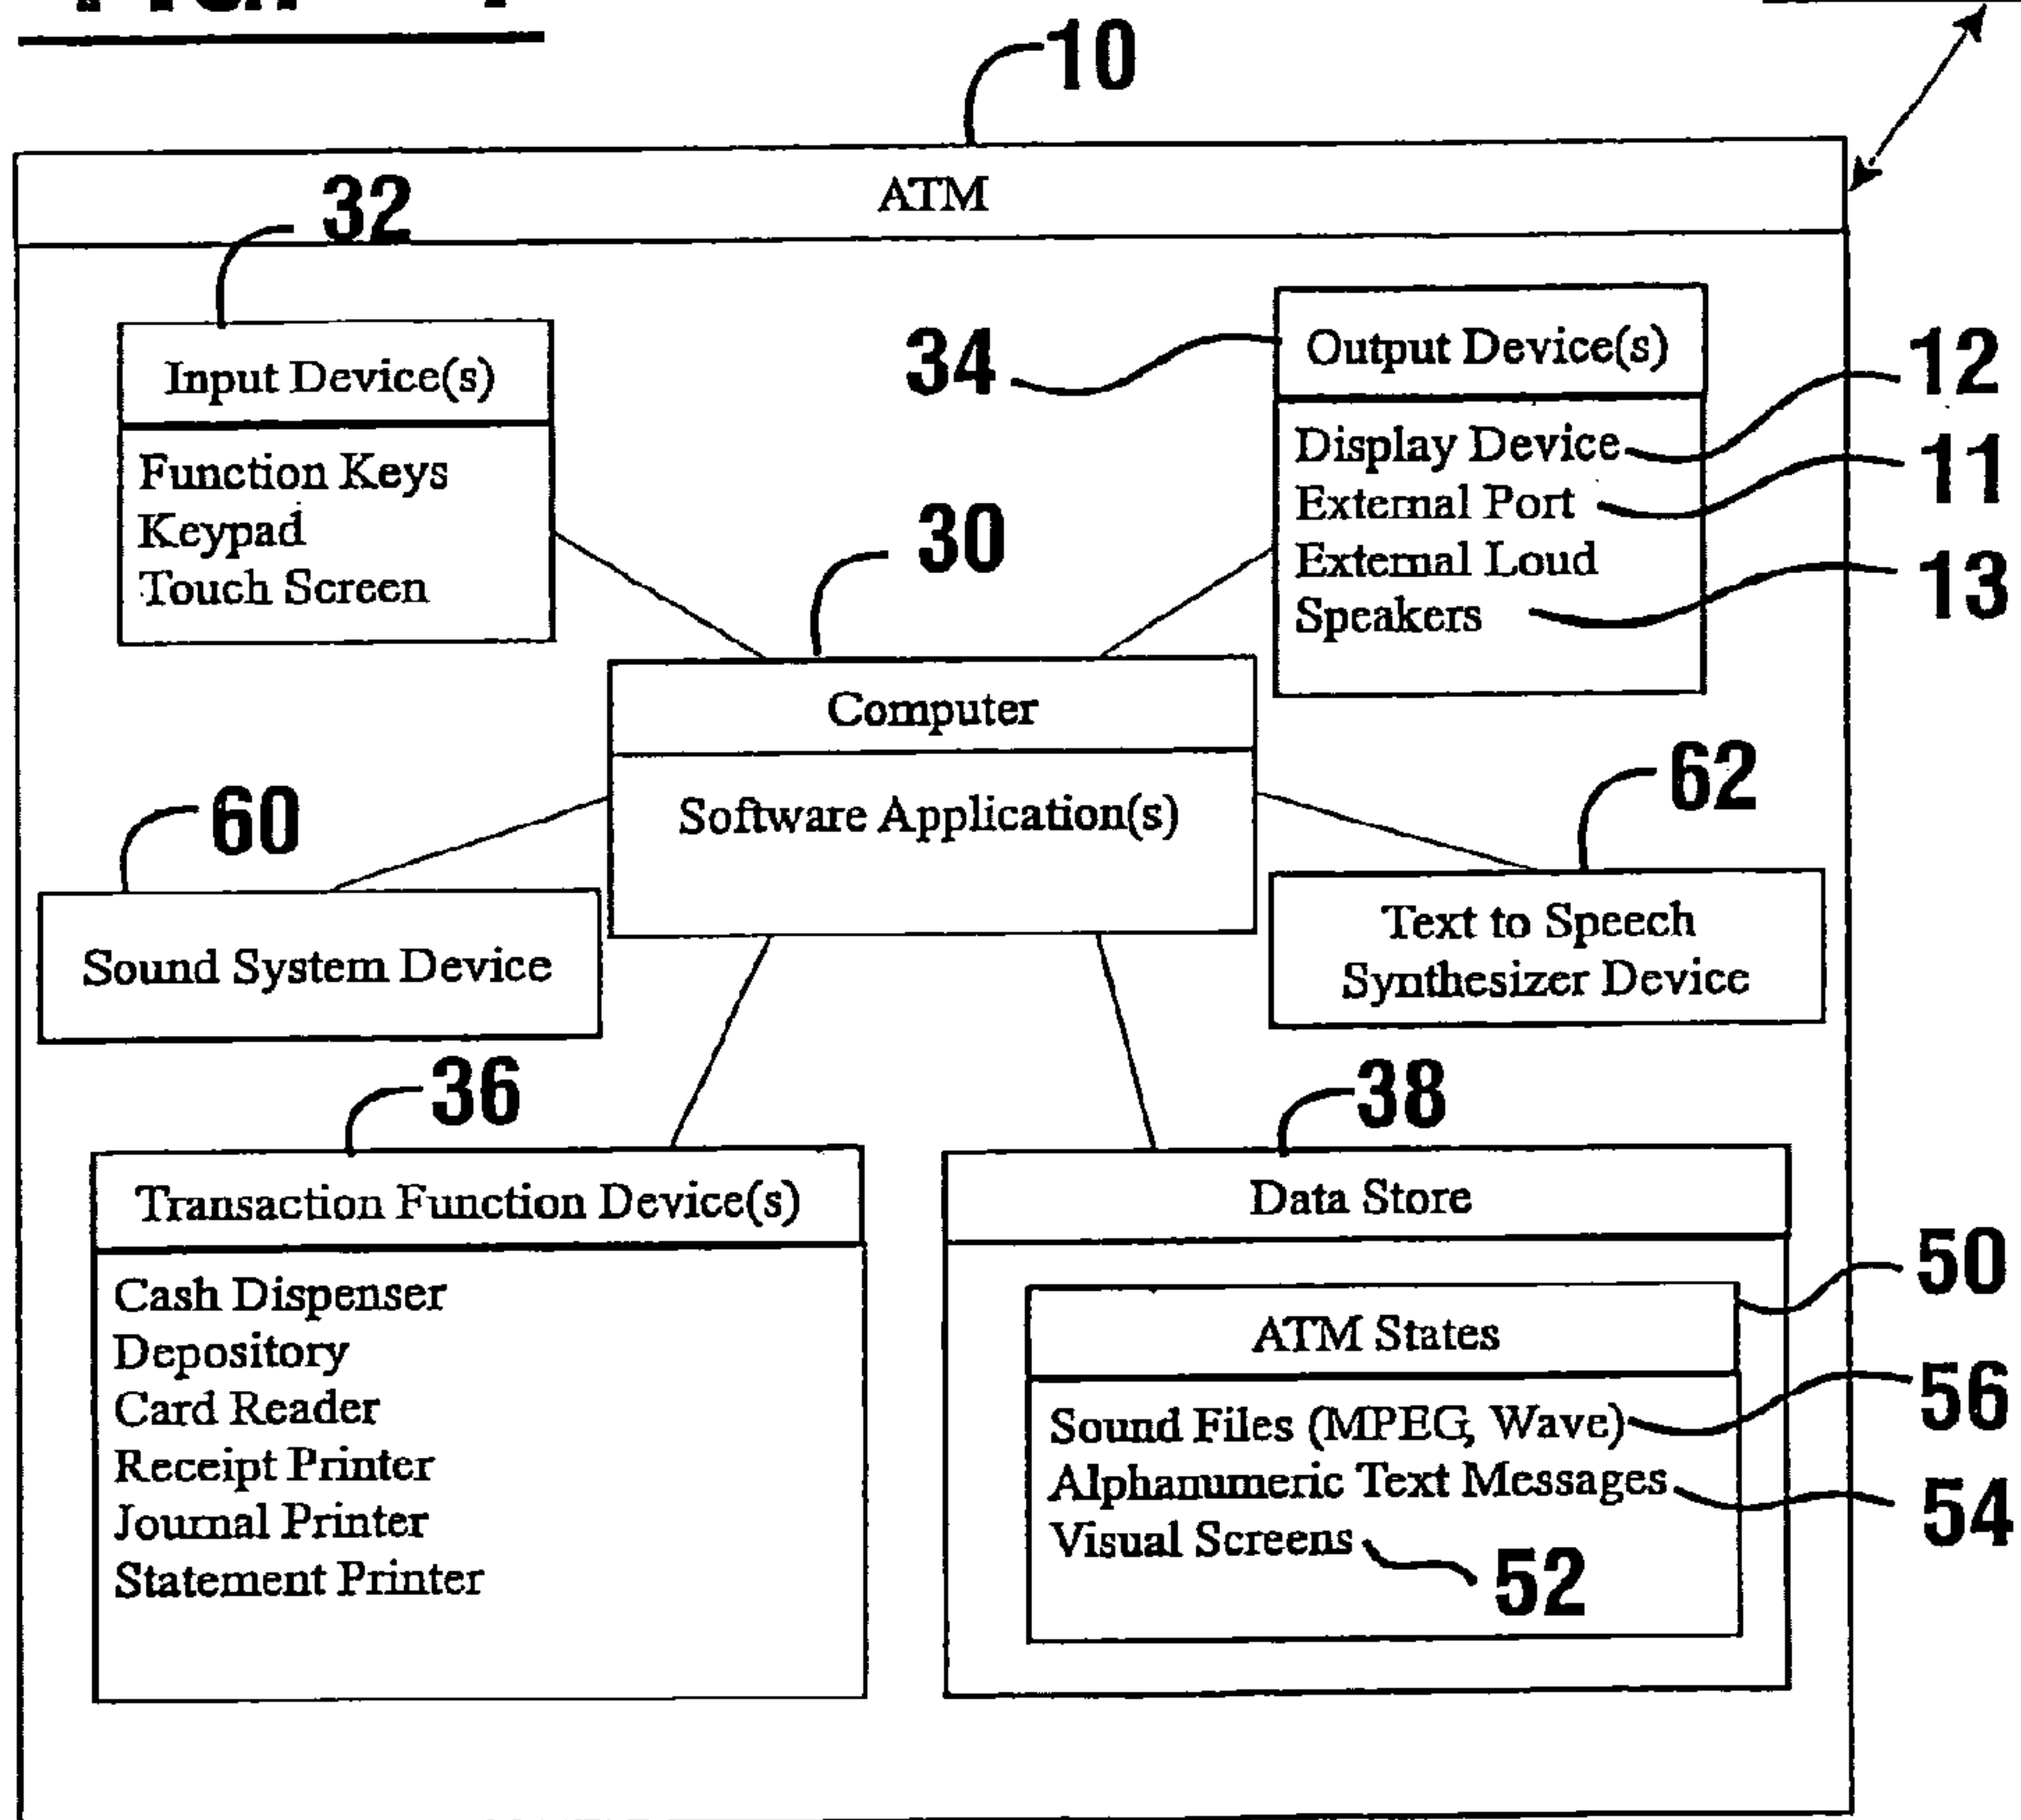 10
ATM
32
Input Device(s)
Function Keys
Keypad
Touch Screen
34
Output Device(s)
Display Device
External Port
External Loud
Speakers
12
11
13
30
Computer
Software Application(s)
60
Sound System Device
62
Text to Speech
Synthesizer Device
36
Transaction Function Device(s)
Cash Dispenser
Depository
Card Reader
Receipt Printer
Journal Printer
Statement Printer
38
Data Store
50
ATM States
Sound Files (MPEG, Wave)
Alphanumeric Text Messages
Visual Screens
56
54
52